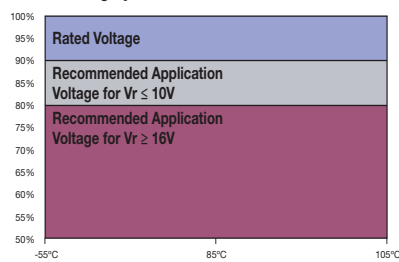 100%
95%
90%
85%
80%
75%
70%
65%
60%
55%
50%
Rated Voltage
Recommended Application
Voltage for Vr ≤ 10V
Recommended Application
Voltage for Vr ≥ 16V
-55ºC
85ºC
105ºC